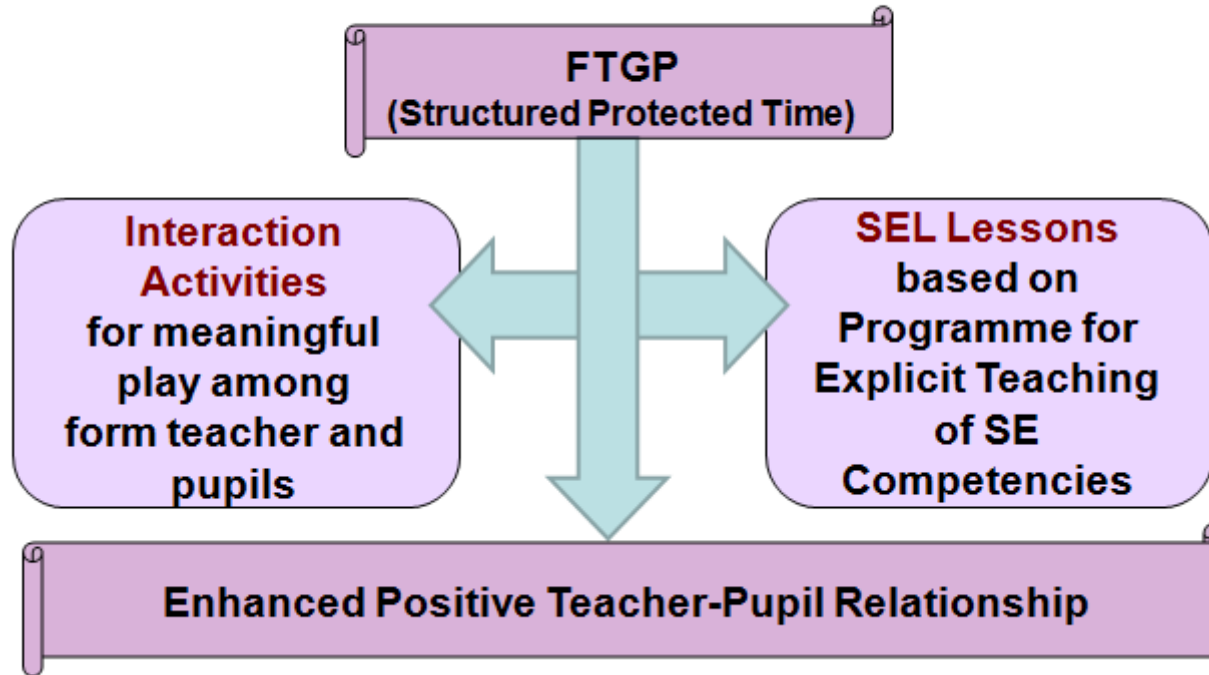 FTGP
(Structured Protected Time)
Interaction
Activities
for meaningful
play among
form teacher and
pupils
SEL Lessons
based on
Programme for
Explicit Teaching
of SE
Competencies
Enhanced Positive Teacher-Pupil Relationship